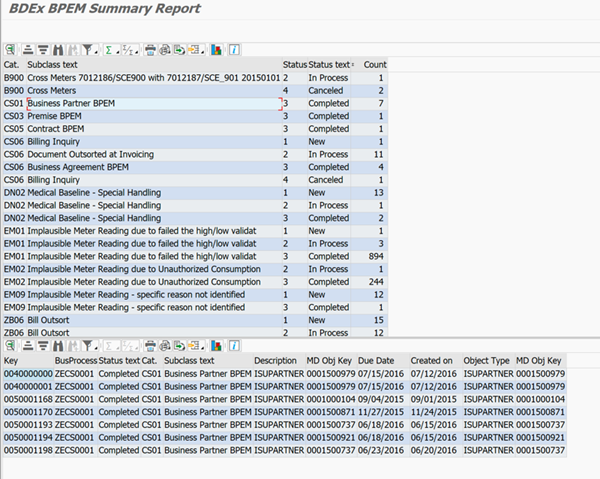 BDEx BPEM Summary Report
Cat. Subclass text Status Status text Count
B900 Cross Meters 7012186/SCE900 with 7012187/SCE_901 20150101 2 In Process 1
B900 Cross Meters 4 Canceled 2
CS01 Business Partner BPEM 3 Completed 7
CS03 Premise BPEM 3 Completed 1
CS05 Contract BPEM 3 Completed 1
CS06 Billing Inquiry 1 New 1
CS06 Document Outsorted at Invoicing 2 In Process 11
CS06 Business Agreement BPEM 3 Completed 4
CS06 Billing Inquiry 4 Canceled 1
DN02 Medical Baseline - Special Handling 1 New 13
DN02 Medical Baseline - Special Handling 2 In Process 1
DN02 Medical Baseline - Special Handling 3 Completed 2
EM01 Implausible Meter Reading due to failed the high/low validat 1 New 1
EM01 Implausible Meter Reading due to failed the high/low validat 2 In Process 3
EM01 Implausible Meter Reading due to failed the high/low validat 3 Completed 894
EM02 Implausible Meter Reading due to Unauthorized Consumption 2 In Process 1
EM02 Implausible Meter Reading due to Unauthorized Consumption 3 Completed 244
EM09 Implausible Meter Reading - specific reason not identified 1 New 12
EM09 Implausible Meter Reading - specific reason not identified 3 Completed 3
ZB06 Bill Outsort 1 New 15
ZB06 Bill Outsort 2 In Process 12
Key BusProcess Status text Cat. Subclass text Description MD Obj Key Due Date Created on Object Type MD Obj Key
0040000000 ZECS0001 Completed CS01 Business Partner BPEM ISUPARTNER 0001500979 07/15/2016 07/12/2016 ISUPARTNER 0001500979
0040000001 ZECS0001 Completed CS01 Business Partner BPEM ISUPARTNER 0001500979 07/15/2016 07/12/2016 ISUPARTNER 0001500979
0050001168 ZECS0001 Completed CS01 Business Partner BPEM ISUPARTNER 0001000104 09/04/2015 09/01/2015 ISUPARTNER 0001000104
0050001170 ZECS0001 Completed CS01 Business Partner BPEM ISUPARTNER 0001500871 11/27/2015 11/24/2015 ISUPARTNER 0001500871
0050001193 ZECS0001 Completed CS01 Business Partner BPEM ISUPARTNER 0001500737 06/18/2016 06/15/2016 ISUPARTNER 0001500737
0050001194 ZECS0001 Completed CS01 Business Partner BPEM ISUPARTNER 0001500921 06/18/2016 06/15/2016 ISUPARTNER 0001500921
0050001198 ZECS0001 Completed CS01 Business Partner BPEM ISUPARTNER 0001500737 06/23/2016 06/20/2016 ISUPARTNER 0001500737